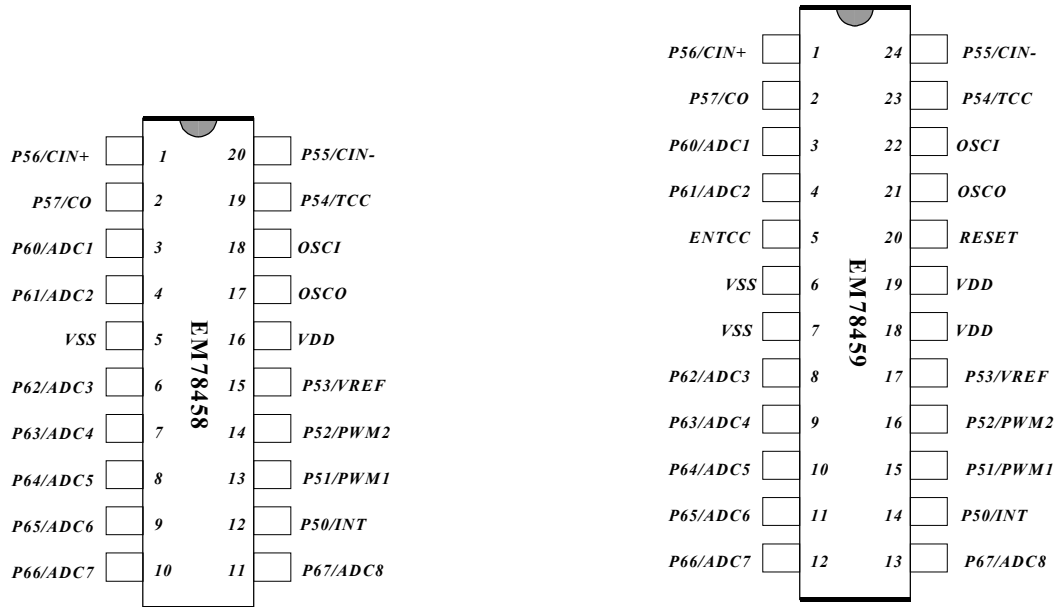 P56/CIN+ 1 20 P55/CIN-
P57/CO 2 19 P54/TCC
P60/ADC1 3 18 OSCI
P61/ADC2 4 17 OSCO
VSS 5 16 VDD
P62/ADC3 6 15 P53/VREF
P63/ADC4 7 14 P52/PWM2
P64/ADC5 8 13 P51/PWM1
P65/ADC6 9 12 P50/INT
P66/ADC7 10 11 P67/ADC8
EM78458
P56/CIN+ 1 24 P55/CIN-
P57/CO 2 23 P54/TCC
P60/ADC1 3 22 OSCI
P61/ADC2 4 21 OSCO
ENTCC 5 20 RESET
VSS 6 19 VDD
VSS 7 18 VDD
P62/ADC3 8 17 P53/VREF
P63/ADC4 9 16 P52/PWM2
P64/ADC5 10 15 P51/PWM1
P65/ADC6 11 14 P50/INT
P66/ADC7 12 13 P67/ADC8
EM78459